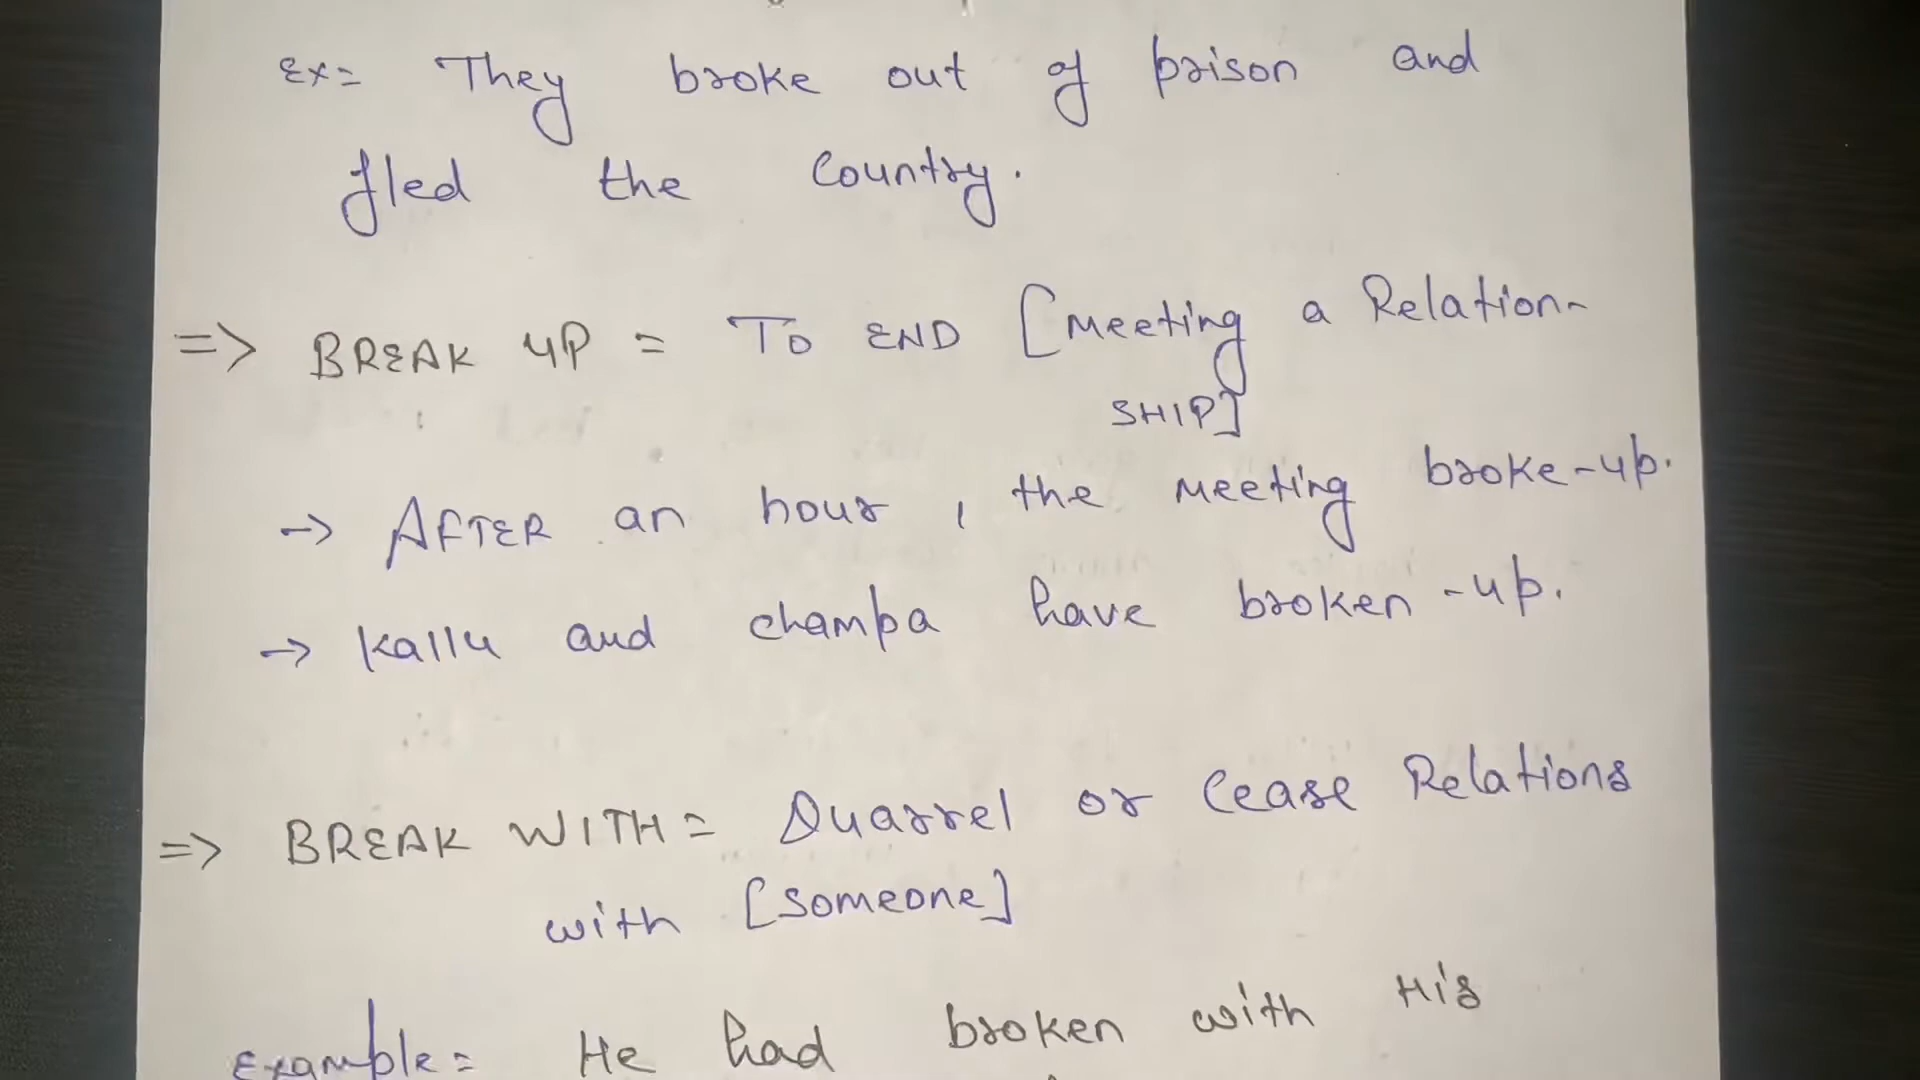 Ex= They broke out of prison and
fled the Country.
=> BREAK UP = TO END [Meeting a Relation-
SHIP]
-> AFTER an hour, the Meeting broke-up.
-> Kallu and champa have broken-up.
=> BREAK WITH = Quarrel or Cease Relations
with [Someone]
Example= He had broken with His